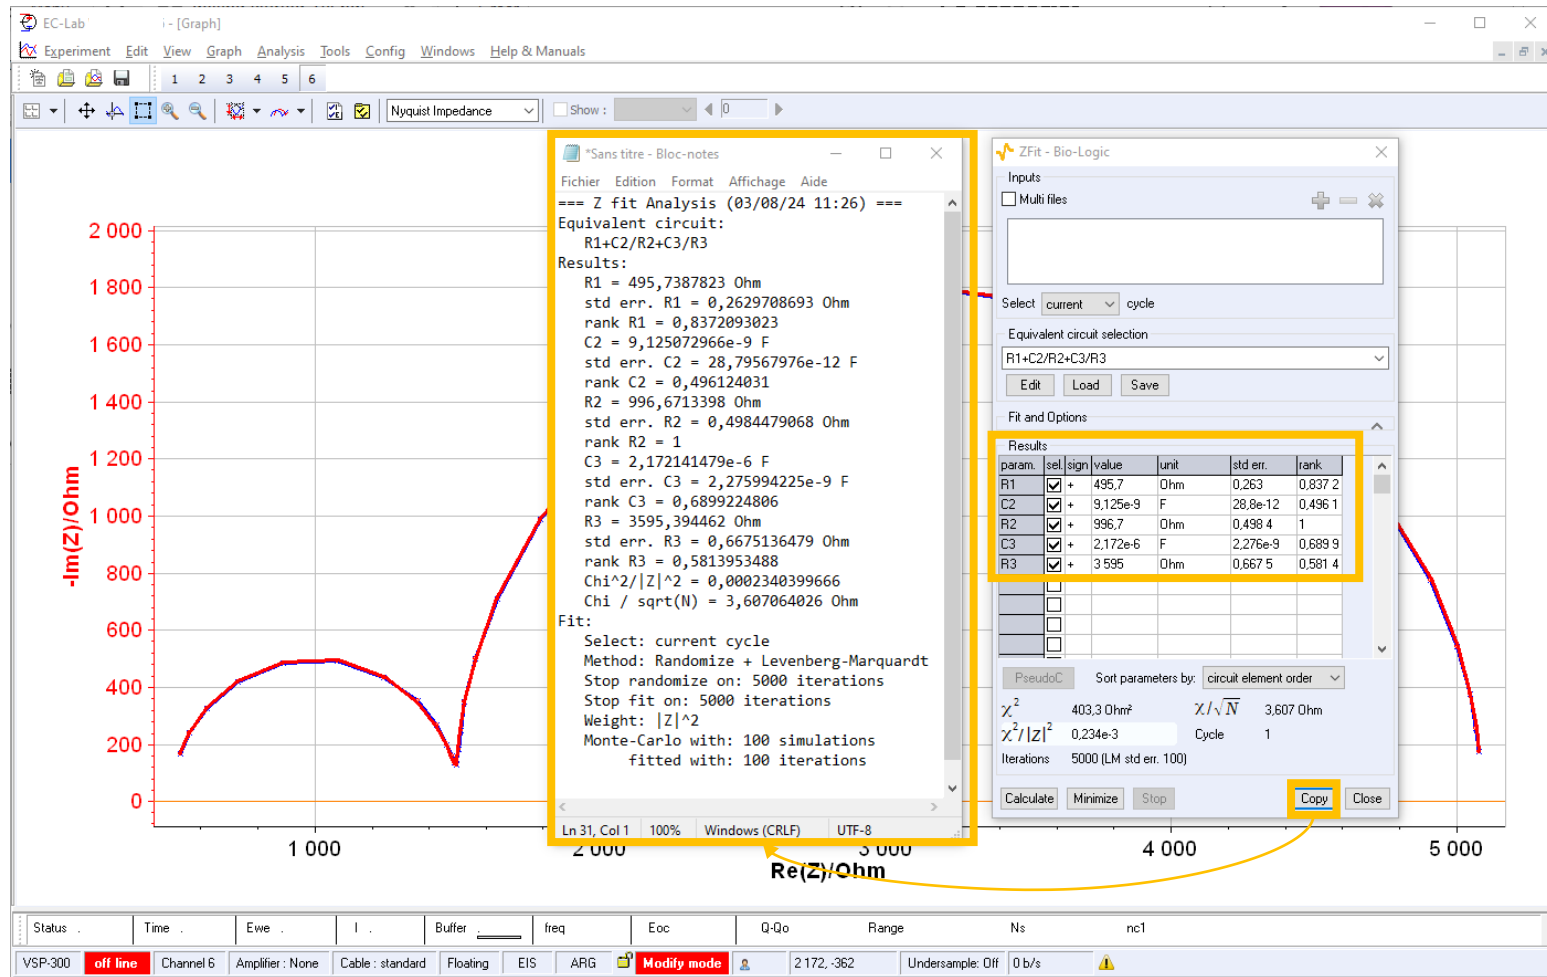 EC-Lab - [Graph]
Experiment Edit View Graph Analysis Tools Config Windows Help & Manuals
1 2 3 4 5 6
Nyquist Impedance Show : 0
2 000
1 800
1 600
1 400
1 200
1 000
800
600
400
200
0
-Im(Z)/Ohm
1 000 2 000 3 000 4 000 5 000
Re(Z)/Ohm
*Sans titre - Bloc-notes
Fichier Edition Format Affichage Aide
=== Z fit Analysis (03/08/24 11:26) ===
Equivalent circuit:
R1+C2/R2+C3/R3
Results:
R1 = 495,7387823 Ohm
std err. R1 = 0,2629708693 Ohm
rank R1 = 0,8372093023
C2 = 9,125072966e-9 F
std err. C2 = 28,79567976e-12 F
rank C2 = 0,496124031
R2 = 996,6713398 Ohm
std err. R2 = 0,4984479068 Ohm
rank R2 = 1
C3 = 2,172141479e-6 F
std err. C3 = 2,275994225e-9 F
rank C3 = 0,6899224806
R3 = 3595,394462 Ohm
std err. R3 = 0,6675136479 Ohm
rank R3 = 0,5813953488
Chi^2/|Z|^2 = 0,0002340399666
Chi / sqrt(N) = 3,607064026 Ohm
Fit:
Select: current cycle
Method: Randomize + Levenberg-Marquardt
Stop randomize on: 5000 iterations
Stop fit on: 5000 iterations
Weight: |Z|^2
Monte-Carlo with: 100 simulations
fitted with: 100 iterations
Ln 31, Col 1 100% Windows (CRLF) UTF-8
ZFit - Bio-Logic
Inputs
Multi files
Select current cycle
Equivalent circuit selection
R1+C2/R2+C3/R3
Edit Load Save
Fit and Options
Results
param. sel. sign value unit std err. rank
R1 + 495,7 Ohm 0,263 0,837 2
C2 + 9,125e-9 F 28,8e-12 0,496 1
R2 + 996,7 Ohm 0,498 4 1
C3 + 2,172e-6 F 2,276e-9 0,689 9
R3 + 3 595 Ohm 0,667 5 0,581 4
PseudoC Sort parameters by: circuit element order
χ² 403,3 Ohm² χ/√N 3,607 Ohm
χ²/|Z|² 0,234e-3 Cycle 1
Iterations 5000 (LM std err. 100)
Calculate Minimize Stop Copy Close
Status . Time . Ewe . I . Buffer . freq Eoc Q-Qo Range Ns nc1
VSP-300 off line Channel 6 Amplifier : None Cable : standard Floating EIS ARG Modify mode 2 172, -362 Undersample: Off 0 b/s